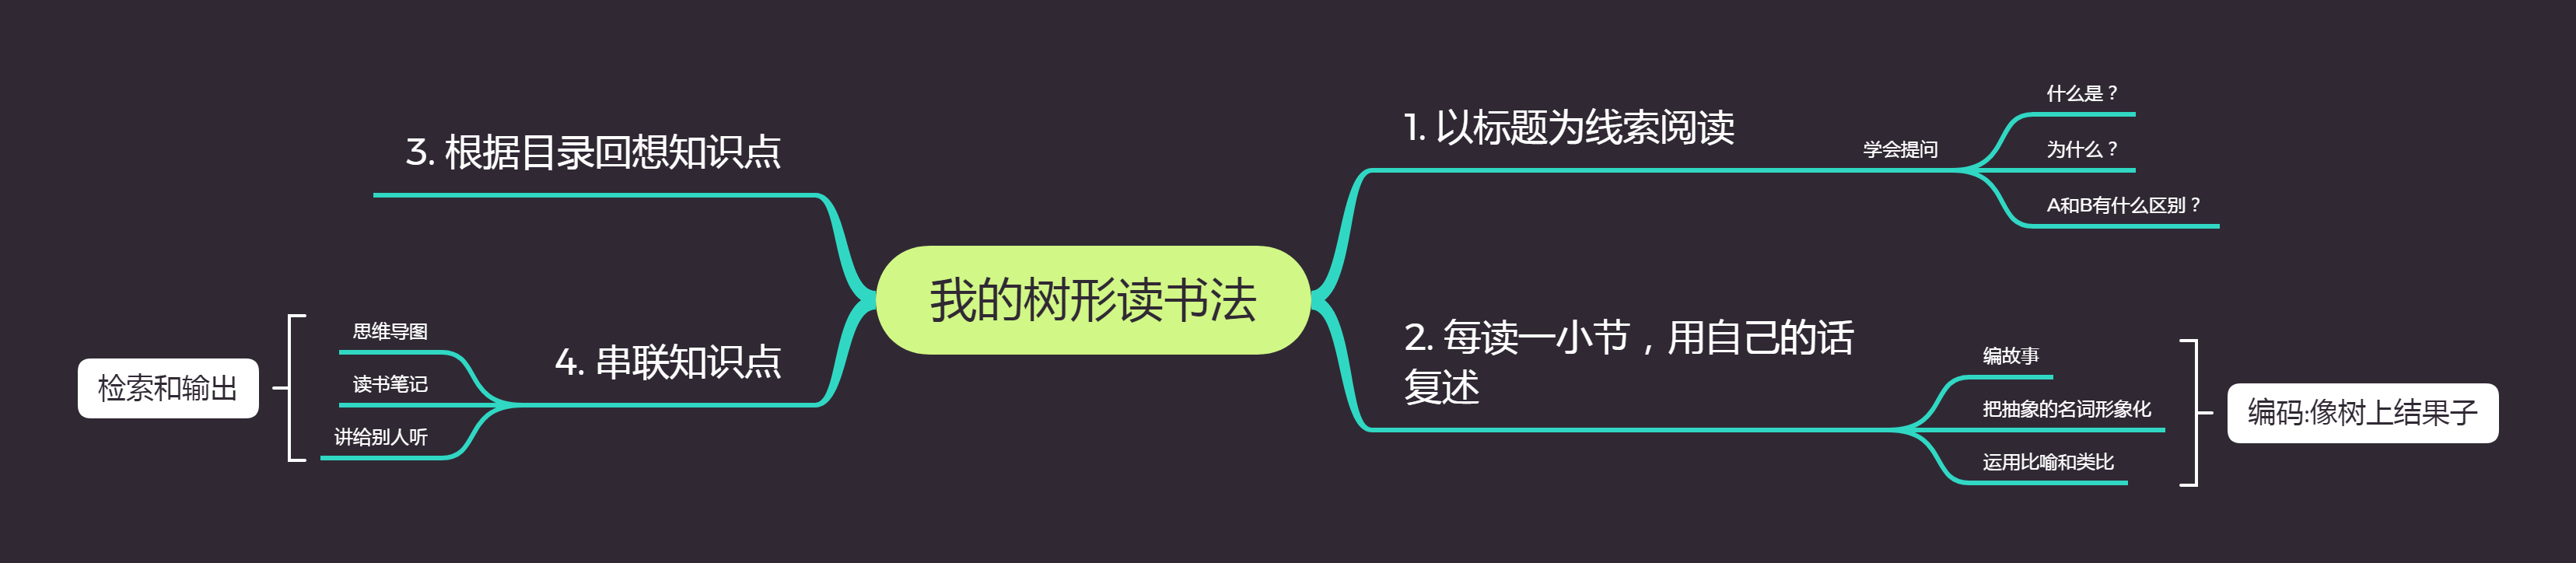 我的树形读书法
1. 以标题为线索阅读
学会提问
什么是？
为什么？
A和B有什么区别？
2. 每读一小节，用自己的话
复述
编故事
把抽象的名词形象化
运用比喻和类比
编码:像树上结果子
3. 根据目录回想知识点
4. 串联知识点
思维导图
读书笔记
讲给别人听
检索和输出